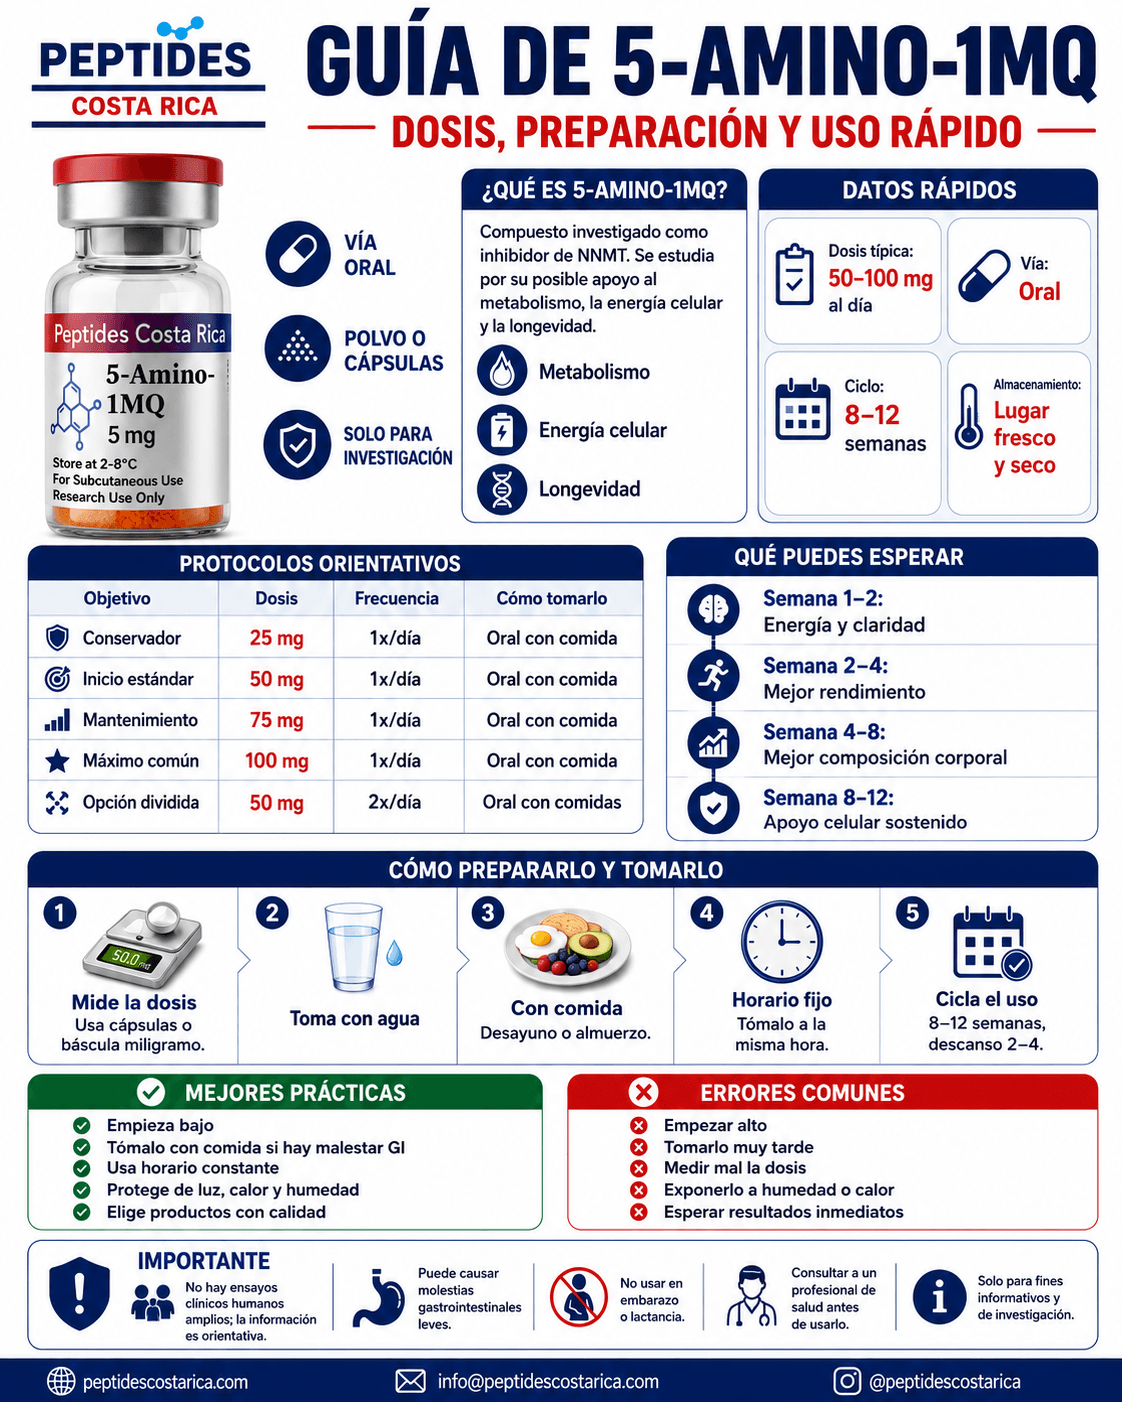 PEPTIDES
COSTA RICA
GUÍA DE 5-AMINO-1MQ
DOSIS, PREPARACIÓN Y USO RÁPIDO
Peptides Costa Rica
5-Amino-
1MQ
5 mg
Store at 2-8°C
For Subcutaneous Use
Research Use Only
VÍA
ORAL
POLVO O
CÁPSULAS
SOLO PARA
INVESTIGACIÓN
¿QUÉ ES 5-AMINO-1MQ?
Compuesto investigado como
inhibidor de NNMT. Se estudia
por su posible apoyo al
metabolismo, la energía celular
y la longevidad.
Metabolismo
Energía celular
Longevidad
DATOS RÁPIDOS
Dosis típica:
50–100 mg
al día
Vía:
Oral
Ciclo:
8–12
semanas
Almacenamiento:
Lugar
fresco
y seco
PROTOCOLOS ORIENTATIVOS
Objetivo Dosis Frecuencia Cómo tomarlo
Conservador 25 mg 1x/día Oral con comida
Inicio estándar 50 mg 1x/día Oral con comida
Mantenimiento 75 mg 1x/día Oral con comida
Máximo común 100 mg 1x/día Oral con comida
Opción dividida 50 mg 2x/día Oral con comidas
QUÉ PUEDES ESPERAR
Semana 1–2:
Energía y claridad
Semana 2–4:
Mejor rendimiento
Semana 4–8:
Mejor composición corporal
Semana 8–12:
Apoyo celular sostenido
CÓMO PREPARARLO Y TOMARLO
1
50.0 mg
Mide la dosis
Usa cápsulas o
báscula miligramo.
2
Toma con agua
3
Con comida
Desayuno o almuerzo.
4
Horario fijo
Tómalo a la
misma hora.
5
Cicla el uso
8–12 semanas,
descanso 2–4.
MEJORES PRÁCTICAS
Empieza bajo
Tómalo con comida si hay malestar GI
Usa horario constante
Protege de luz, calor y humedad
Elige productos con calidad
ERRORES COMUNES
Empezar alto
Tomarlo muy tarde
Medir mal la dosis
Exponerlo a humedad o calor
Esperar resultados inmediatos
IMPORTANTE
No hay ensayos
clínicos humanos
amplios; la información
es orientativa.
Puede causar
molestias
gastrointestinales
leves.
No usar en
embarazo
o lactancia.
Consultar a un
profesional de
salud antes
de usarlo.
Solo para fines
informativos y
de investigación.
peptidescostarica.com
info@peptidescostarica.com
@peptidescostarica